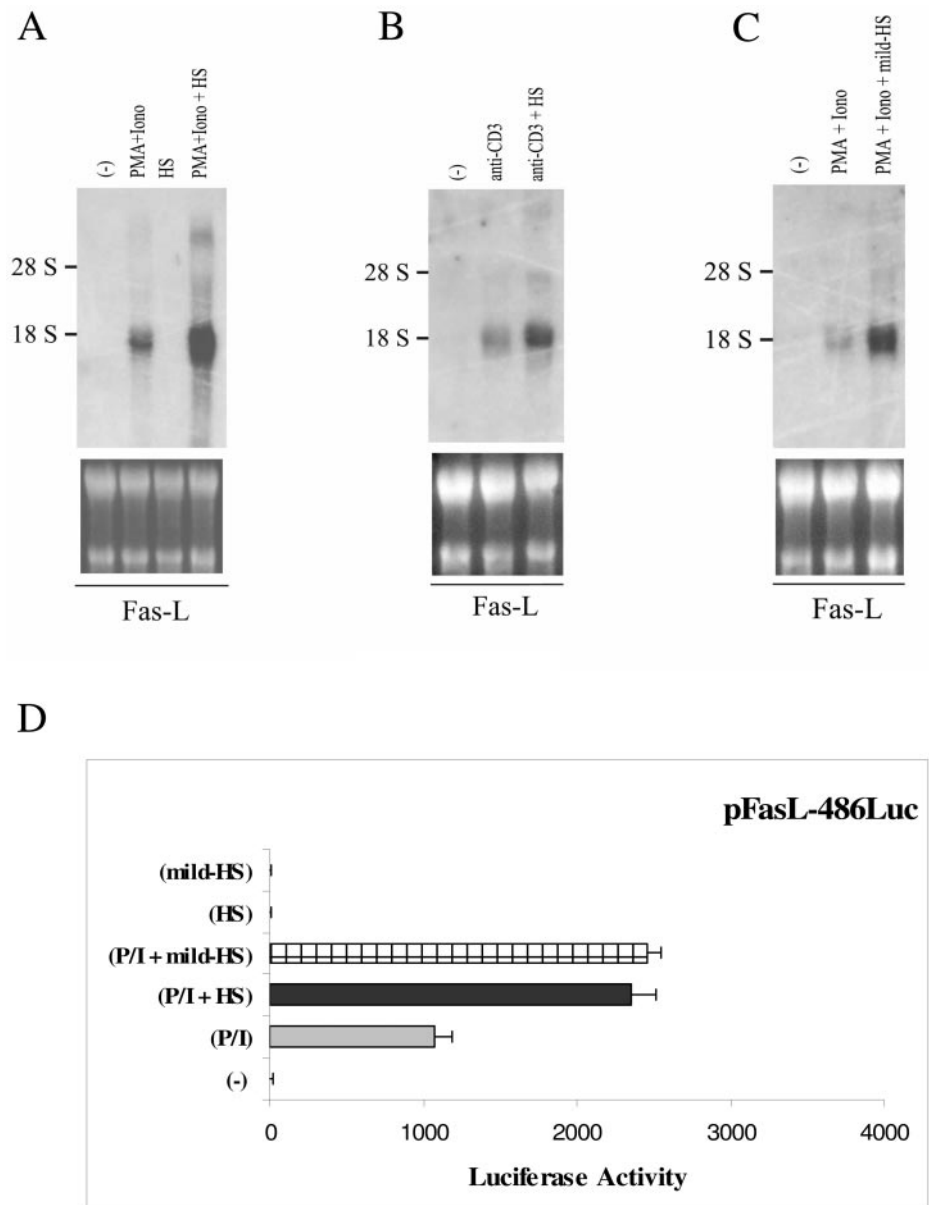 A
(-)
PMA+Iono
HS
PMA+Iono + HS
28 S
18 S
Fas-L
B
(-)
anti-CD3
anti-CD3 + HS
28 S
18 S
Fas-L
C
(-)
PMA + Iono
PMA + Iono + mild-HS
28 S
18 S
Fas-L
D
pFasL-486Luc
(mild-HS)
(HS)
(P/I + mild-HS)
(P/I + HS)
(P/I)
(-)
0 1000 2000 3000 4000
Luciferase Activity